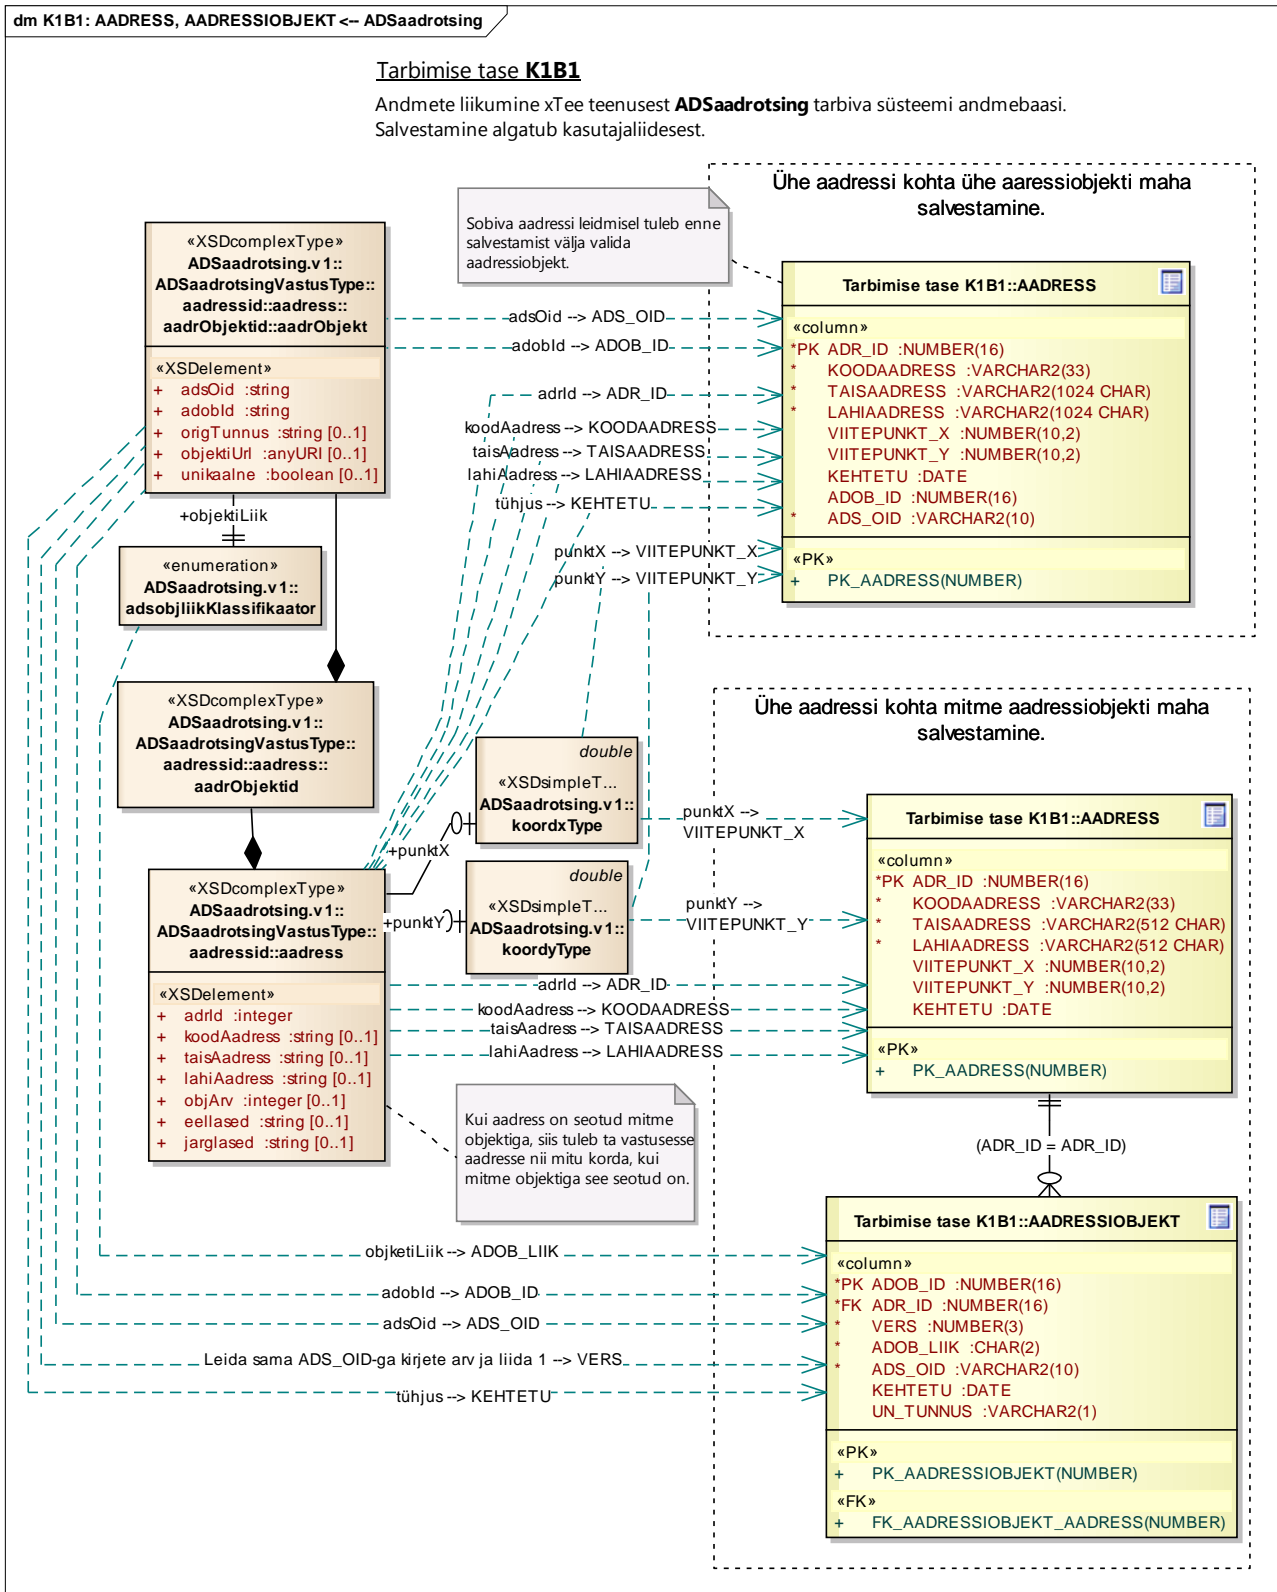 dm K1B1: AADRESS, AADRESSIOBJEKT <-- ADSaadrotsing
Tarbimise tase K1B1
Andmete liikumine xTee teenusest ADSaadrotsing tarbiva süsteemi andmebaasi.
Salvestamine algatub kasutajaliidesest.
Ühe aadressi kohta ühe aaressiobjekti maha
salvestamine.
Sobiva aadressi leidmisel tuleb enne
salvestamist välja valida
aadressiobjekt.
«XSDcomplexType»
ADSaadrotsing.v1::
ADSaadrotsingVastusType::
aadressid::aadress::
aadrObjektid::aadrObjekt
«XSDelement»
+ adsOid :string
+ adobId :string
+ origTunnus :string [0..1]
+ objektiUrl :anyURI [0..1]
+ unikaalne :boolean [0..1]
adsOid --> ADS_OID
adobId --> ADOB_ID
adrId --> ADR_ID
koodAadress --> KOODAADRESS
taisAadress --> TAISAADRESS
lahiAadress --> LAHIAADRESS
tühjus --> KEHTETU
punktX --> VIITEPUNKT_X
punktY --> VIITEPUNKT_Y
Tarbimise tase K1B1::AADRESS
«column»
*PK ADR_ID :NUMBER(16)
* KOODAADRESS :VARCHAR2(33)
* TAISAADRESS :VARCHAR2(1024 CHAR)
* LAHIAADRESS :VARCHAR2(1024 CHAR)
VIITEPUNKT_X :NUMBER(10,2)
VIITEPUNKT_Y :NUMBER(10,2)
KEHTETU :DATE
ADOB_ID :NUMBER(16)
* ADS_OID :VARCHAR2(10)
«PK»
+ PK_AADRESS(NUMBER)
+objektiLiik
«enumeration»
ADSaadrotsing.v1::
adsobjliikKlassifikaator
«XSDcomplexType»
ADSaadrotsing.v1::
ADSaadrotsingVastusType::
aadressid::aadress::
aadrObjektid
Ühe aadressi kohta mitme aadressiobjekti maha
salvestamine.
double
«XSDsimpleT...
ADSaadrotsing.v1::
koordxType
+punktX
punktX -->
VIITEPUNKT_X
double
«XSDsimpleT...
ADSaadrotsing.v1::
koordyType
+punktY
punktY -->
VIITEPUNKT_Y
«XSDcomplexType»
ADSaadrotsing.v1::
ADSaadrotsingVastusType::
aadressid::aadress
«XSDelement»
+ adrId :integer
+ koodAadress :string [0..1]
+ taisAadress :string [0..1]
+ lahiAadress :string [0..1]
+ objArv :integer [0..1]
+ eellased :string [0..1]
+ jarglased :string [0..1]
adrId --> ADR_ID
koodAadress --> KOODAADRESS
taisAadress --> TAISAADRESS
lahiAadress --> LAHIAADRESS
Tarbimise tase K1B1::AADRESS
«column»
*PK ADR_ID :NUMBER(16)
* KOODAADRESS :VARCHAR2(33)
* TAISAADRESS :VARCHAR2(512 CHAR)
* LAHIAADRESS :VARCHAR2(512 CHAR)
VIITEPUNKT_X :NUMBER(10,2)
VIITEPUNKT_Y :NUMBER(10,2)
KEHTETU :DATE
«PK»
+ PK_AADRESS(NUMBER)
Kui aadress on seotud mitme
objektiga, siis tuleb ta vastusesse
aadresse nii mitu korda, kui
mitme objektiga see seotud on.
(ADR_ID = ADR_ID)
objketiLiik --> ADOB_LIIK
adobId --> ADOB_ID
adsOid --> ADS_OID
Leida sama ADS_OID-ga kirjete arv ja liida 1 --> VERS
tühjus --> KEHTETU
Tarbimise tase K1B1::AADRESSIOBJEKT
«column»
*PK ADOB_ID :NUMBER(16)
*FK ADR_ID :NUMBER(16)
* VERS :NUMBER(3)
* ADOB_LIIK :CHAR(2)
* ADS_OID :VARCHAR2(10)
KEHTETU :DATE
UN_TUNNUS :VARCHAR2(1)
«PK»
+ PK_AADRESSIOBJEKT(NUMBER)
«FK»
+ FK_AADRESSIOBJEKT_AADRESS(NUMBER)